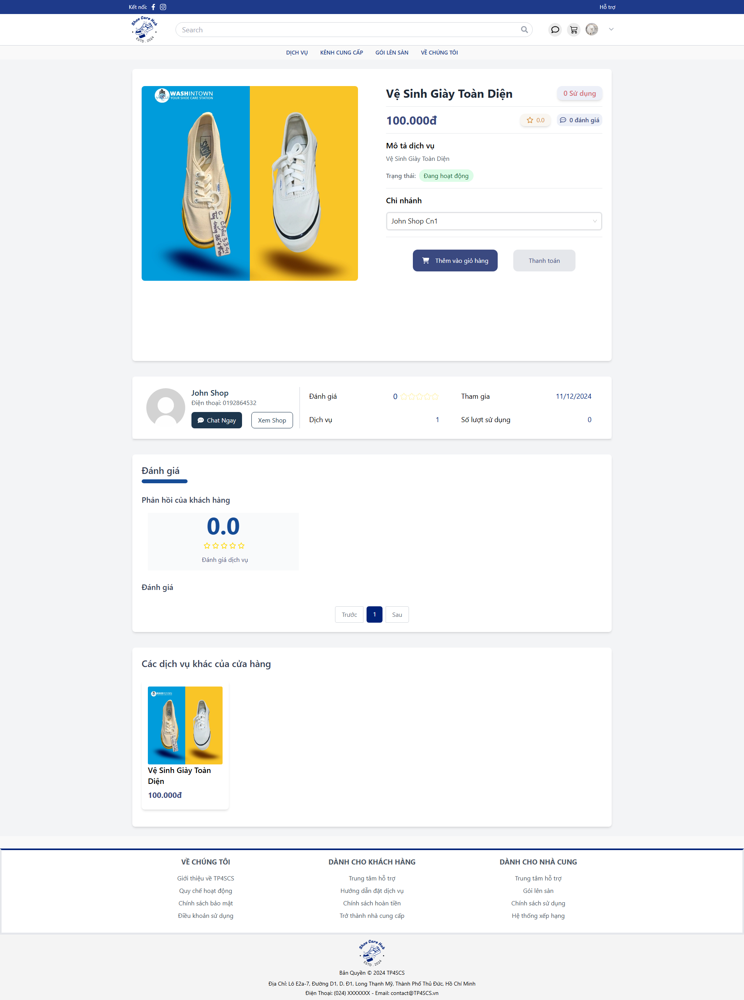 Kết nối:
Hỗ trợ
Shoe Care Hub
ESTD . 2024
Search
DỊCH VỤ
KÊNH CUNG CẤP
GÓI LÊN SÀN
VỀ CHÚNG TÔI
WASHINTOWN
YOUR SHOE CARE STATION
VANS
Vệ Sinh Giày Toàn Diện
0 Sử dụng
100.000đ
0.0
0 đánh giá
Mô tả dịch vụ
Vệ Sinh Giày Toàn Diện
Trạng thái:
Đang hoạt động
Chi nhánh
John Shop Cn1
Thêm vào giỏ hàng
Thanh toán
John Shop
Điện thoại: 0192864532
Chat Ngay
Xem Shop
Đánh giá
0
Tham gia
11/12/2024
Dịch vụ
1
Số lượt sử dụng
0
Đánh giá
Phản hồi của khách hàng
0.0
Đánh giá dịch vụ
Đánh giá
Trước
1
Sau
Các dịch vụ khác của cửa hàng
WASHINTOWN
Vệ Sinh Giày Toàn
Diện
100.000đ
VỀ CHÚNG TÔI
Giới thiệu về TP4SCS
Quy chế hoạt động
Chính sách bảo mật
Điều khoản sử dụng
DÀNH CHO KHÁCH HÀNG
Trung tâm hỗ trợ
Hướng dẫn đặt dịch vụ
Chính sách hoàn tiền
Trở thành nhà cung cấp
DÀNH CHO NHÀ CUNG
Trung tâm hỗ trợ
Gói lên sàn
Chính sách sử dụng
Hệ thống xếp hạng
Shoe Care Hub
ESTD . 2024
Bản Quyền © 2024 TP4SCS
Địa Chỉ: Lô E2a-7, Đường D1, D. Đ1, Long Thạnh Mỹ, Thành Phố Thủ Đức, Hồ Chí Minh
Điện Thoại: (024) XXXXXXX - Email: contact@TP4SCS.vn